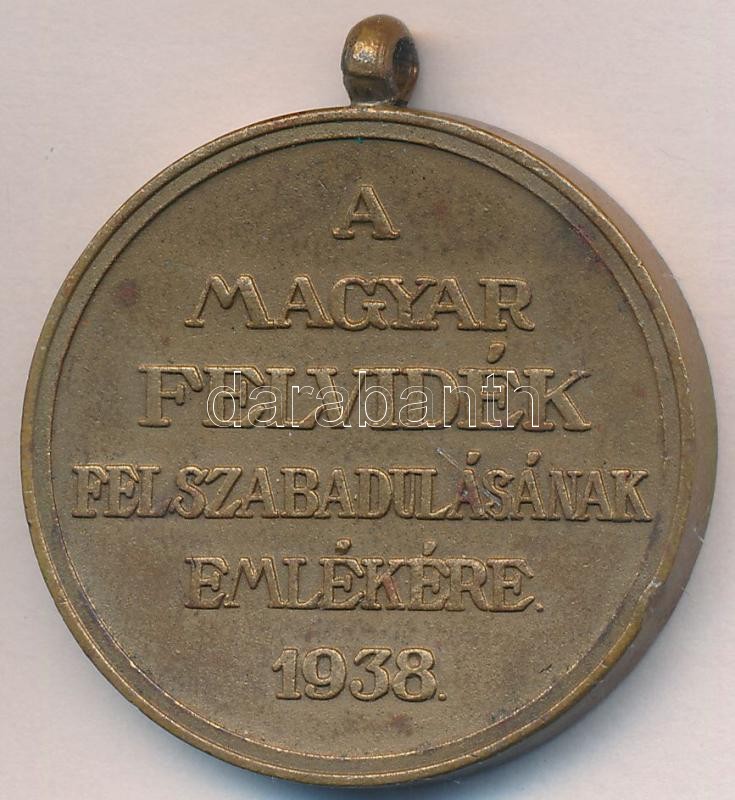 A
MAGYAR
FELVIDÉK
darabanth
FELSZABADULÁSÁNAK
EMLÉKÉRE.
1938.